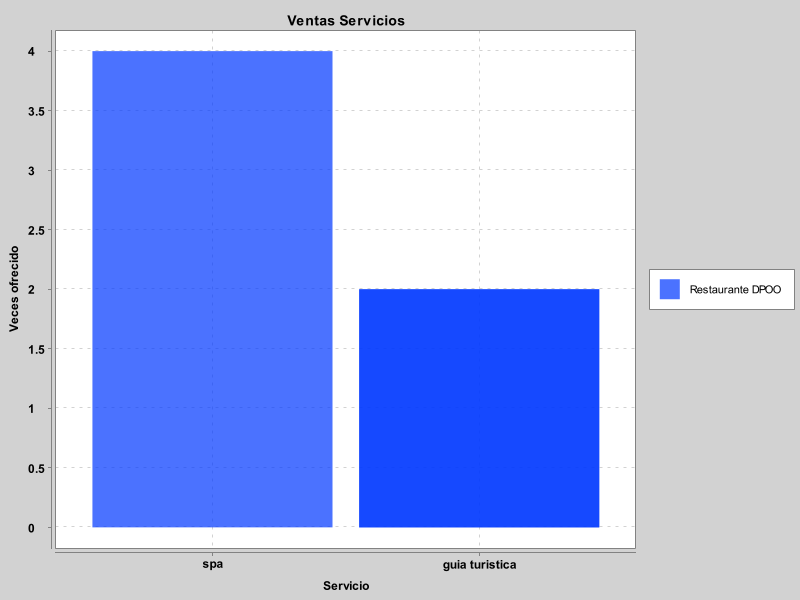 Ventas Servicios
4
3.5
3
2.5
2
1.5
1
0.5
0
Veces ofrecido
spa
guia turistica
Servicio
Restaurante DPOO